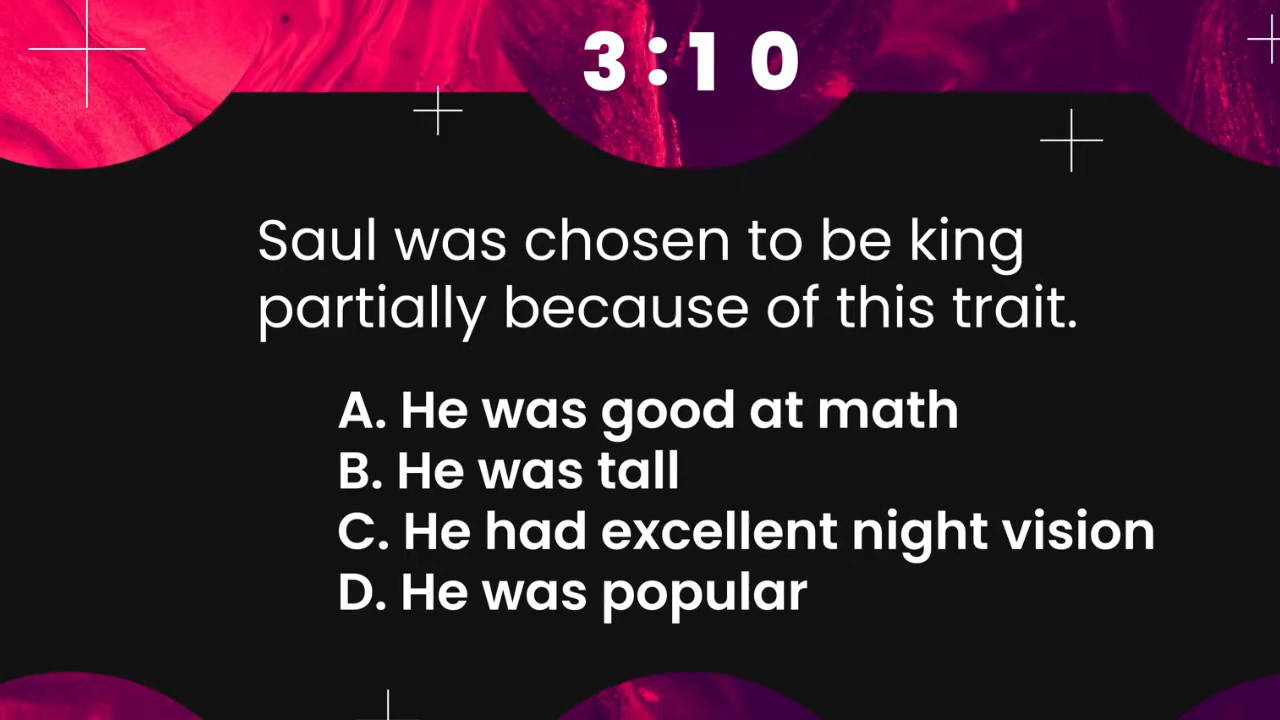 3:10
Saul was chosen to be king
partially because of this trait.
A. He was good at math
B. He was tall
C. He had excellent night vision
D. He was popular